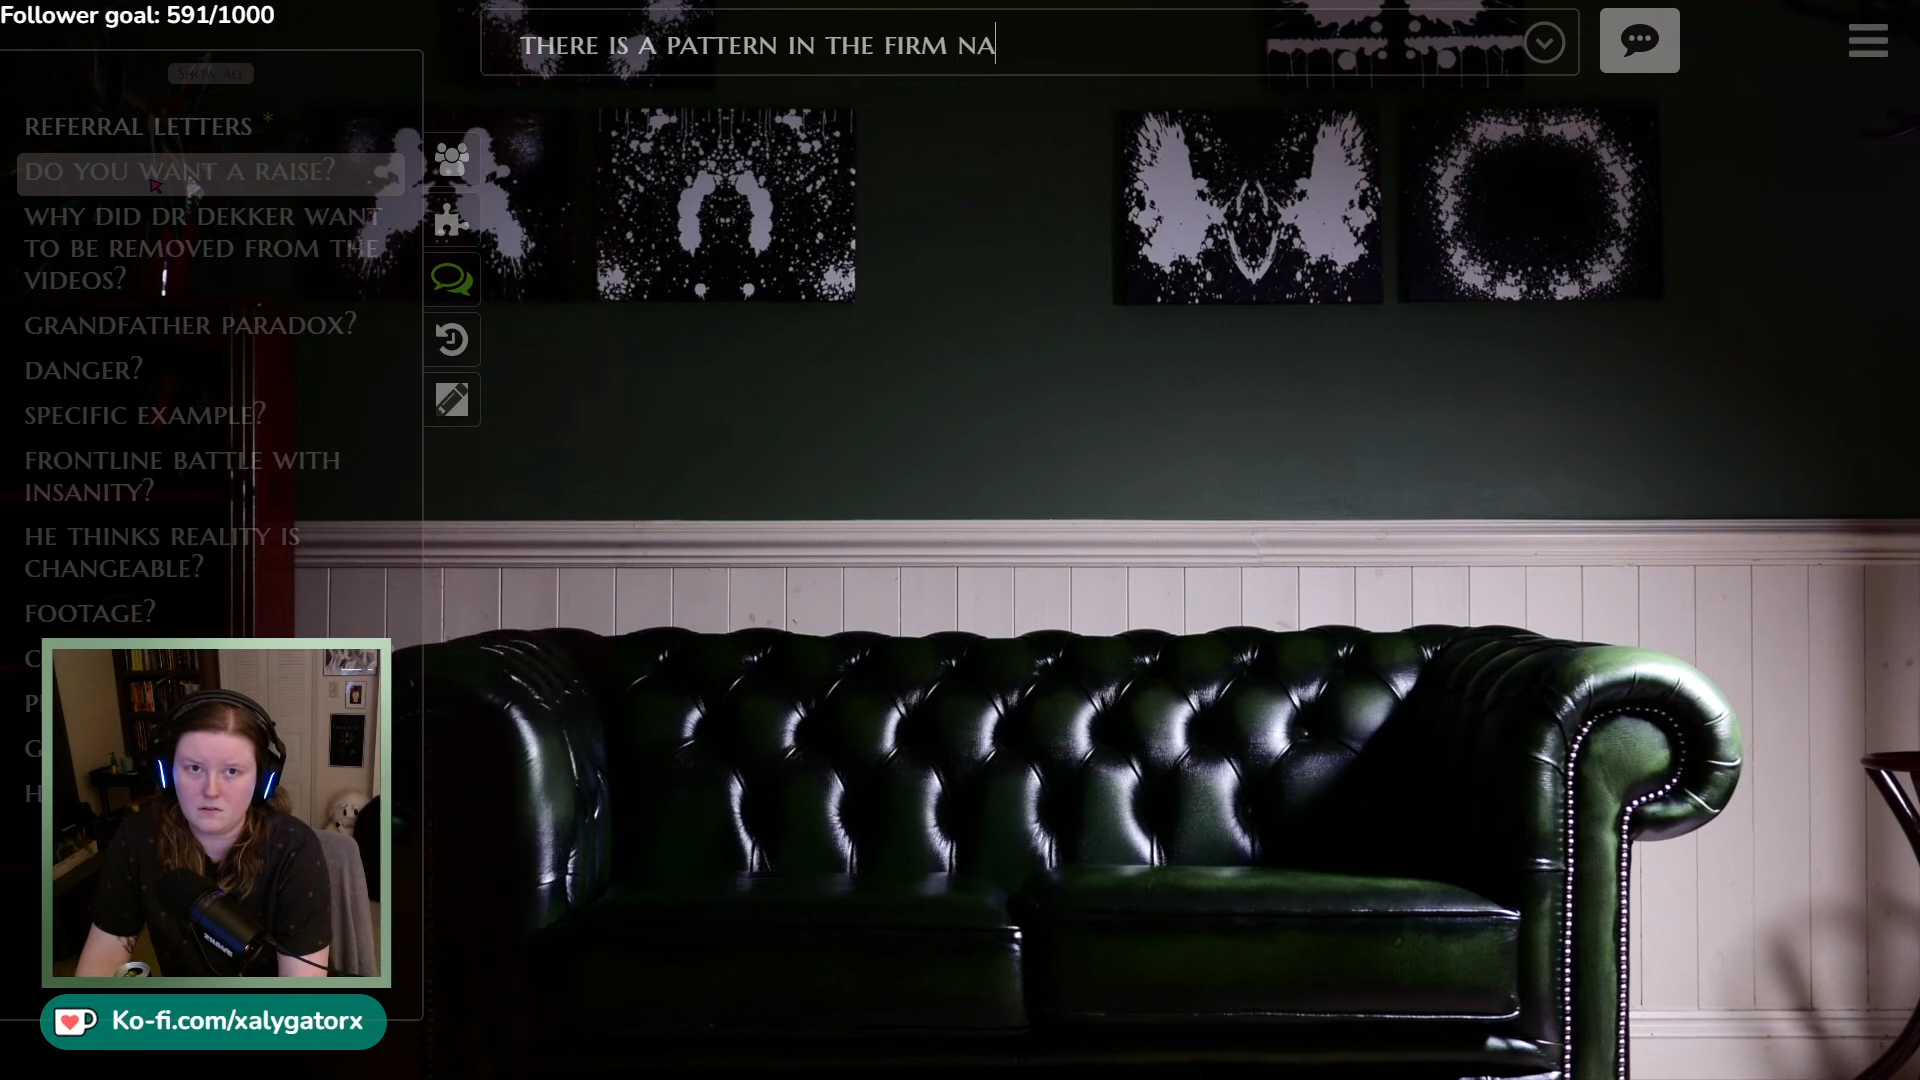 Follower goal: 591/1000
THERE IS A PATTERN IN THE FIRM NA
SHOW ALL
REFERRAL LETTERS *
DO YOU WANT A RAISE?
WHY DID DR DEKKER WANT
TO BE REMOVED FROM THE
VIDEOS?
GRANDFATHER PARADOX?
DANGER?
SPECIFIC EXAMPLE?
FRONTLINE BATTLE WITH
INSANITY?
HE THINKS REALITY IS
CHANGEABLE?
FOOTAGE?
C
P
G
H
Ko-fi.com/xalygatorx